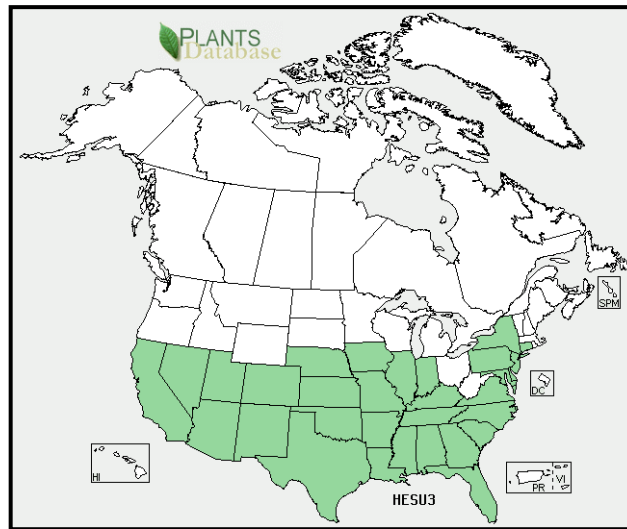 PLANTS
Database
SPM
DC
HI
PR
VI
HESU3